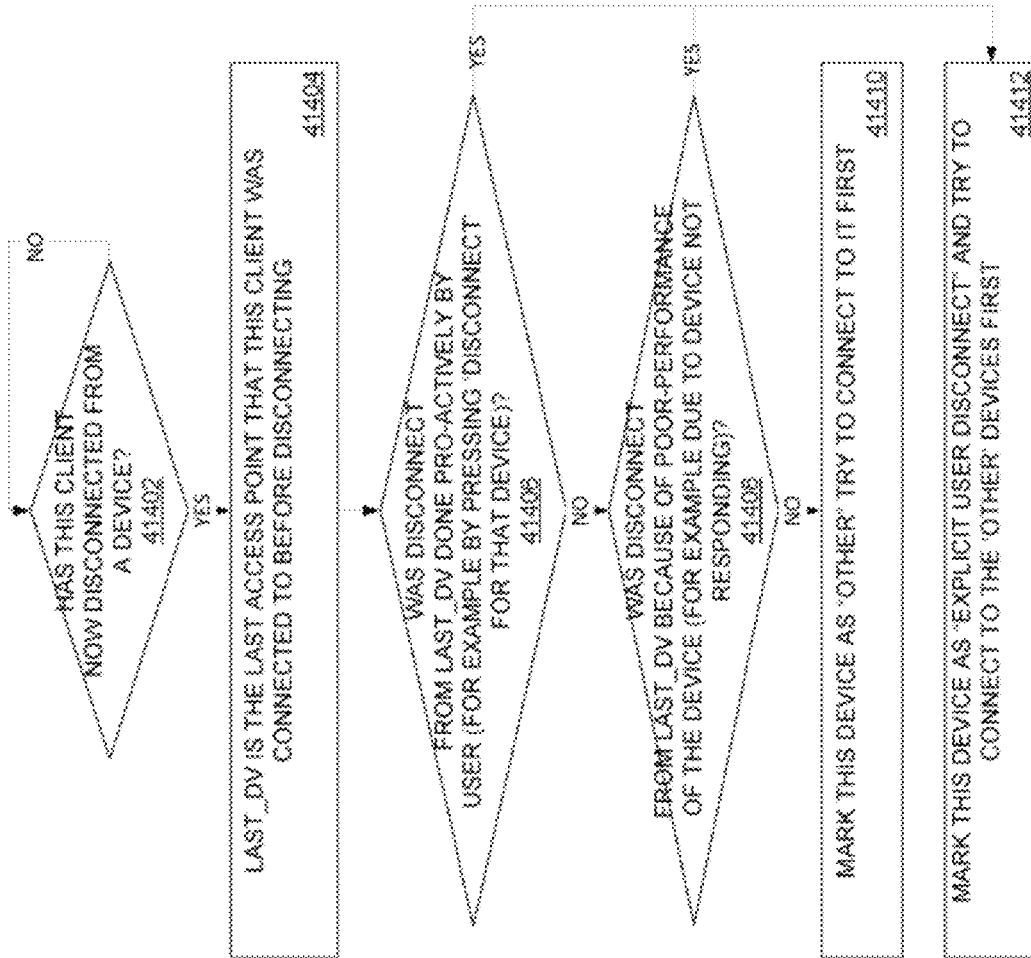 NO
HAS THIS CLIENT
NOW DISCONNECTED FROM
A DEVICE?
41402
YES
LAST_DV IS THE LAST ACCESS POINT THAT THIS CLIENT WAS
CONNECTED TO BEFORE DISCONNECTING
41404
WAS DISCONNECT
FROM LAST_DV DONE PRO-ACTIVELY BY
USER (FOR EXAMPLE BY PRESSING 'DISCONNECT'
FOR THAT DEVICE)?
41406
YES
NO
WAS DISCONNECT
FROM LAST_DV BECAUSE OF POOR-PERFORMANCE
OF THE DEVICE (FOR EXAMPLE DUE TO DEVICE NOT
RESPONDING)?
41408
YES
NO
MARK THIS DEVICE AS 'OTHER' TRY TO CONNECT TO IT FIRST
41410
MARK THIS DEVICE AS 'EXPLICIT USER DISCONNECT' AND TRY TO
CONNECT TO THE 'OTHER' DEVICES FIRST
41412